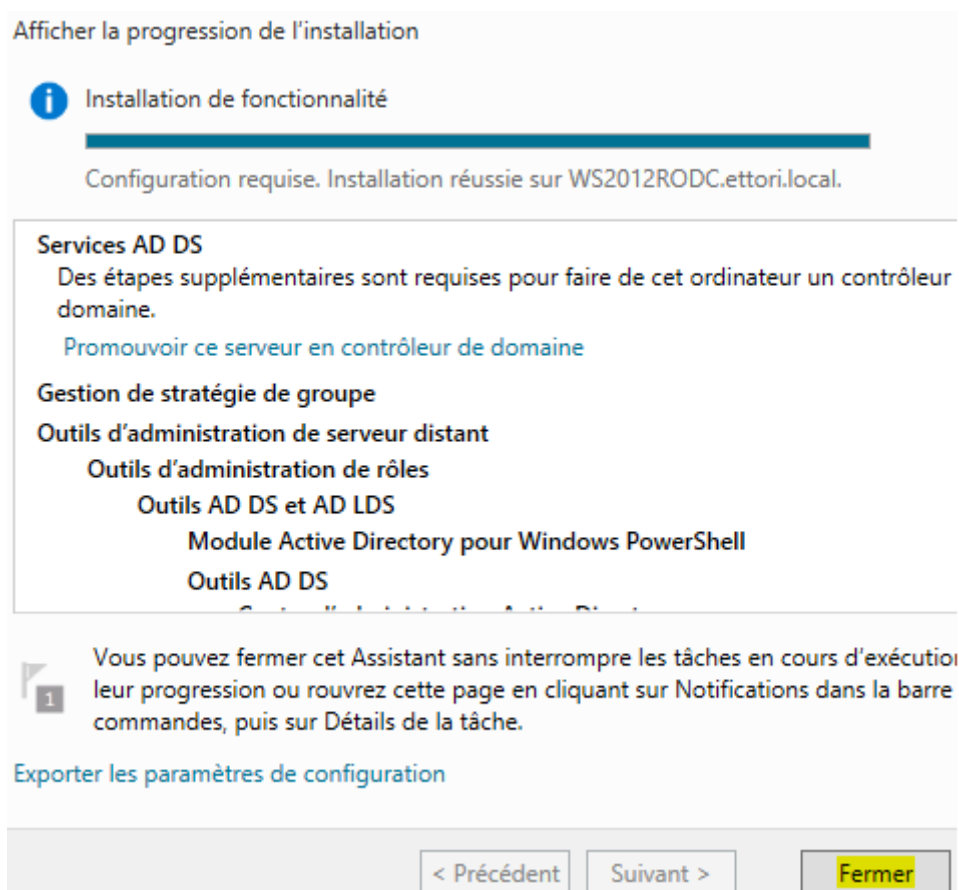 Afficher la progression de l'installation
Installation de fonctionnalité
Configuration requise. Installation réussie sur WS2012RODC.ettori.local.
Services AD DS
Des étapes supplémentaires sont requises pour faire de cet ordinateur un contrôleur
domaine.
Promouvoir ce serveur en contrôleur de domaine
Gestion de stratégie de groupe
Outils d'administration de serveur distant
Outils d'administration de rôles
Outils AD DS et AD LDS
Module Active Directory pour Windows PowerShell
Outils AD DS
1
Vous pouvez fermer cet Assistant sans interrompre les tâches en cours d'exécution
leur progression ou rouvrez cette page en cliquant sur Notifications dans la barre
commandes, puis sur Détails de la tâche.
Exporter les paramètres de configuration
< Précédent
Suivant >
Fermer